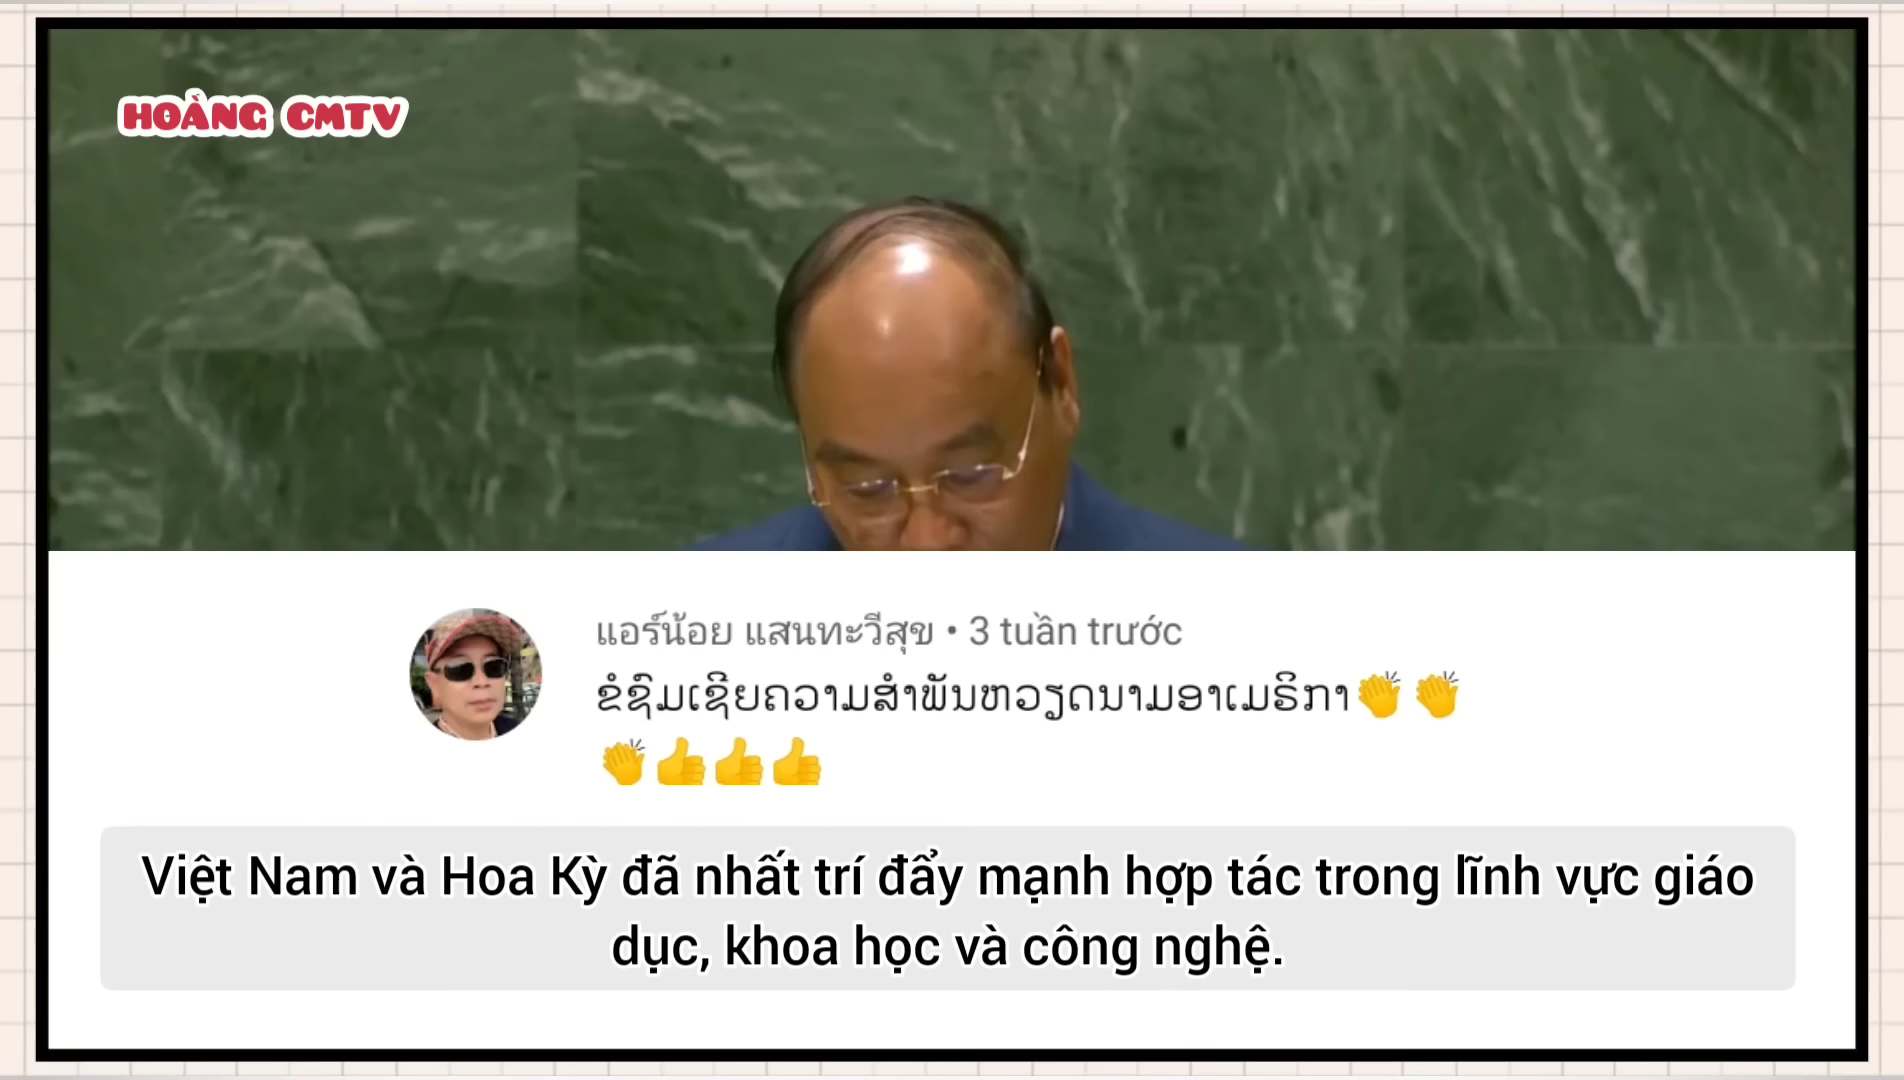 HOÀNG CMTV
แอร์น้อย แสนทะวีสุข • 3 tuần trước
ຂໍຊົມເຊີຍຄວາມສຳພັນຫວຽດນາມອາເມຣິກາ👏👏
👏👍👍👍
Việt Nam và Hoa Kỳ đã nhất trí đẩy mạnh hợp tác trong lĩnh vực giáo
dục, khoa học và công nghệ.